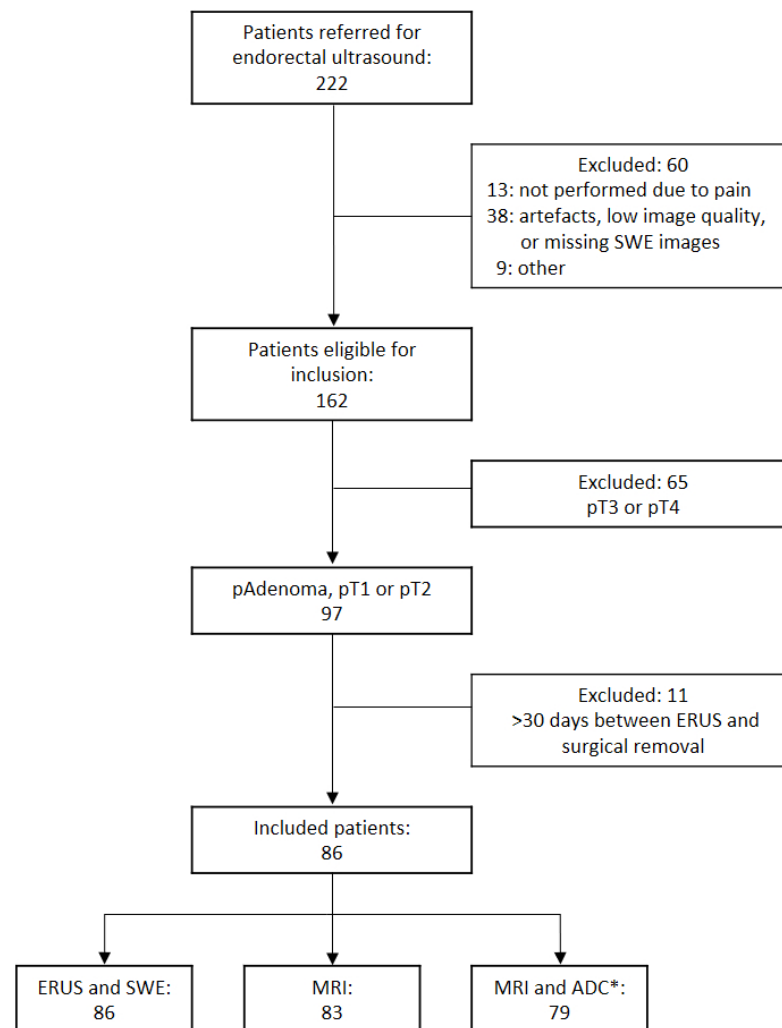 Patients referred for
endorectal ultrasound:
222
Excluded: 60
13: not performed due to pain
38: artefacts, low image quality,
or missing SWE images
9: other
Patients eligible for
inclusion:
162
Excluded: 65
pT3 or pT4
pAdenoma, pT1 or pT2
97
Excluded: 11
>30 days between ERUS and
surgical removal
Included patients:
86
ERUS and SWE:
86
MRI:
83
MRI and ADC*:
79